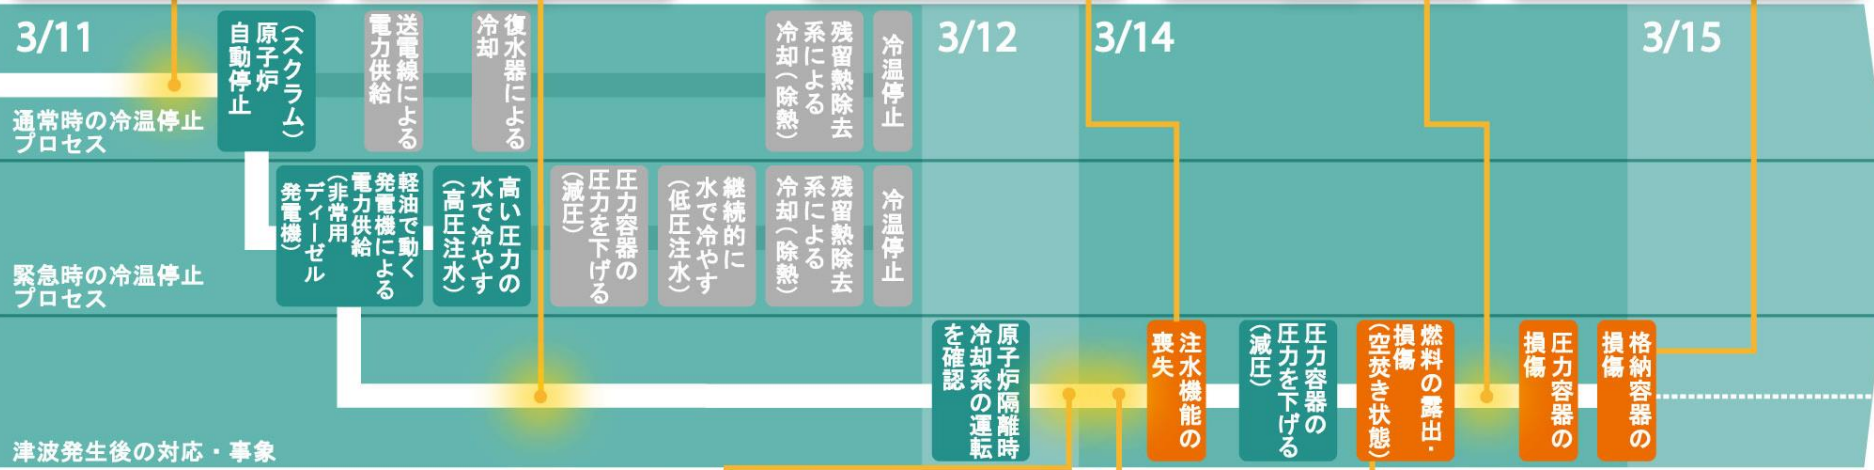 3/11
3/12
3/14
3/15
通常時の冷温停止
プロセス
(スクラム)
原子炉
自動停止
送電線による
電力供給
復水器による
冷却
残留熱除去
系による
冷却(除熱)
冷温停止
緊急時の冷温停止
プロセス
軽油で動く
発電機による
電力供給
(非常用
ディーゼル
発電機)
高い圧力の
水で冷やす
(高圧注水)
圧力容器の
圧力を下げる
(減圧)
継続的に
水で冷やす
(低圧注水)
残留熱除去
系による
冷却(除熱)
冷温停止
津波発生後の対応・事象
原子炉隔離時
冷却系の運転
を確認
注水機能の
喪失
圧力容器の
圧力を下げる
(減圧)
燃料の露出・
損傷
(空焚き状態)
圧力容器の
損傷
格納容器の
損傷